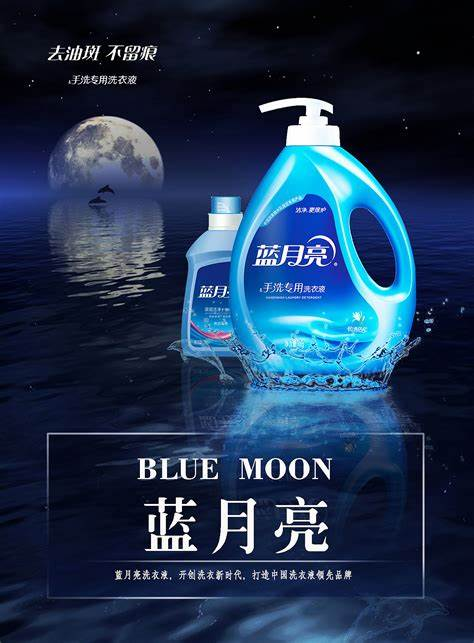 去油斑 不留痕
手洗专用洗衣液
洁净 更呵护
蓝月亮
手洗专用洗衣液
HANDWASH LAUNDRY DETERGENT
蓝月
BLUE MOON
蓝月亮
蓝月亮洗衣液，开创洗衣新时代，打造中国洗衣液领先品牌